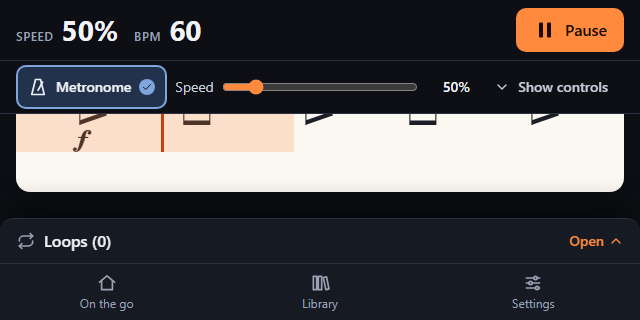 SPEED 50% BPM 60
Pause
Metronome Speed 50% Show controls
f
Loops (0) Open
On the go Library Settings